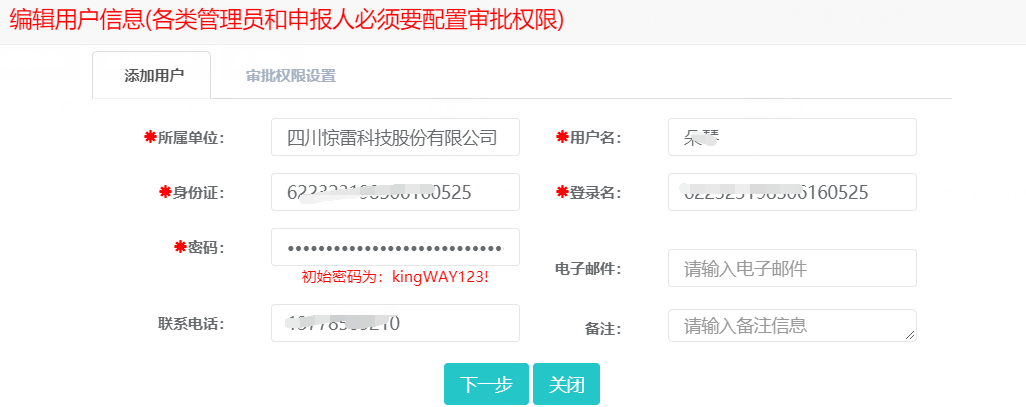 编辑用户信息(各类管理员和申报人必须要配置审批权限)
添加用户 审批权限设置
✱所属单位: 四川惊雷科技股份有限公司 ✱用户名:
✱身份证: ✱登录名:
✱密码: ••••••••••••••••••••••••••••
初始密码为：kingWAY123!
电子邮件: 请输入电子邮件
联系电话:
备注: 请输入备注信息
下一步 关闭